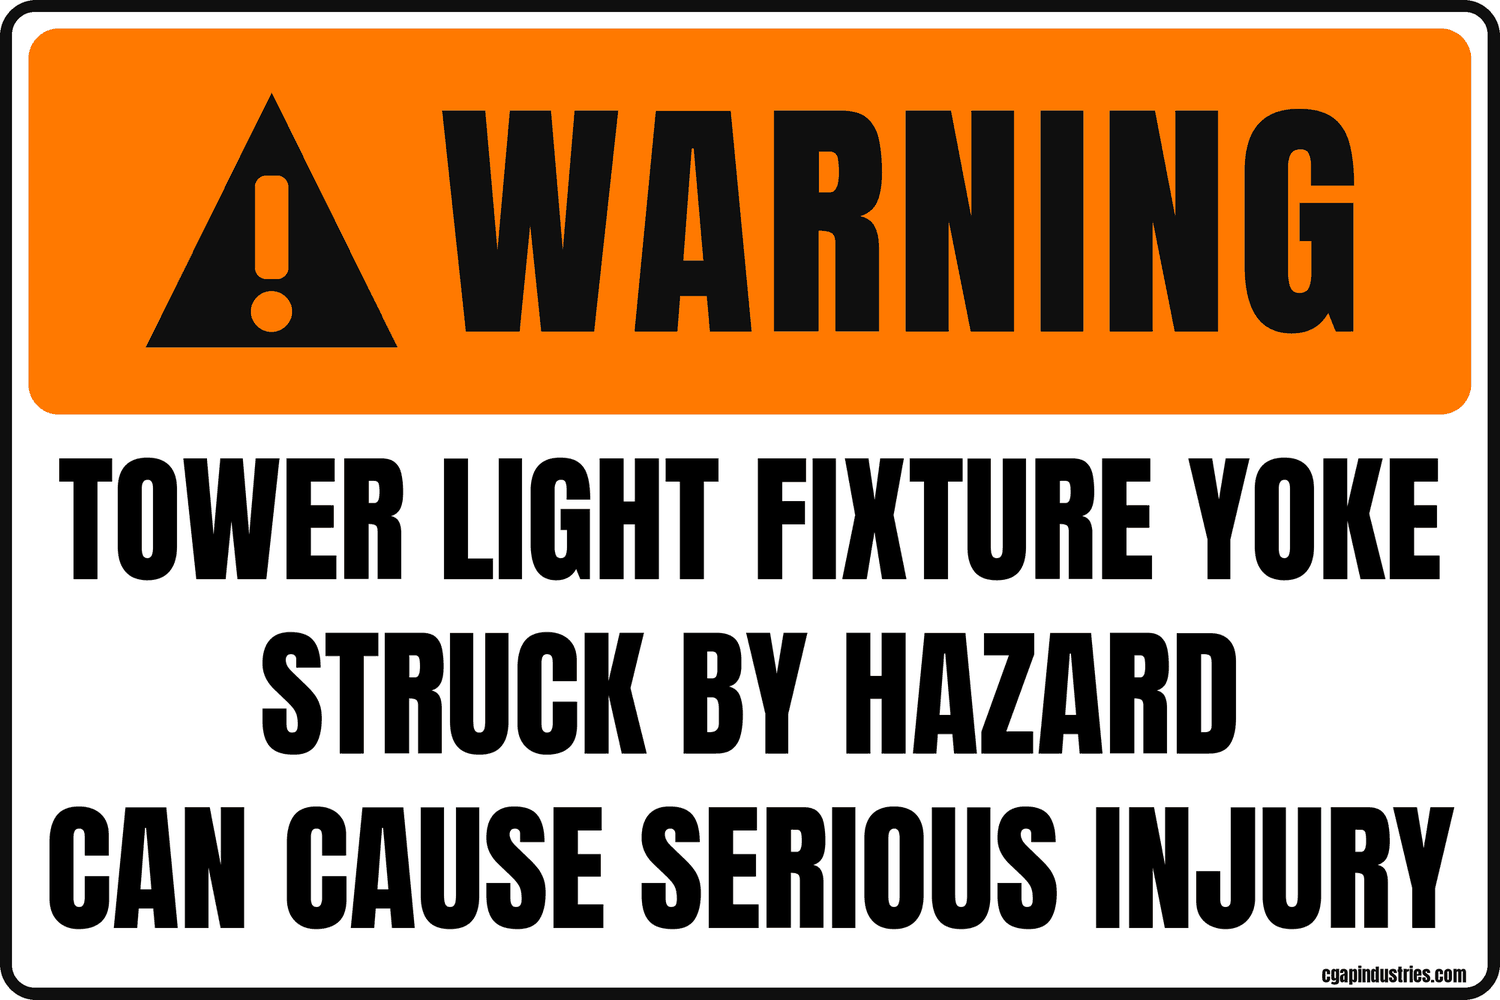 WARNING
TOWER LIGHT FIXTURE YOKE
STRUCK BY HAZARD
CAN CAUSE SERIOUS INJURY
cgapindustries.com